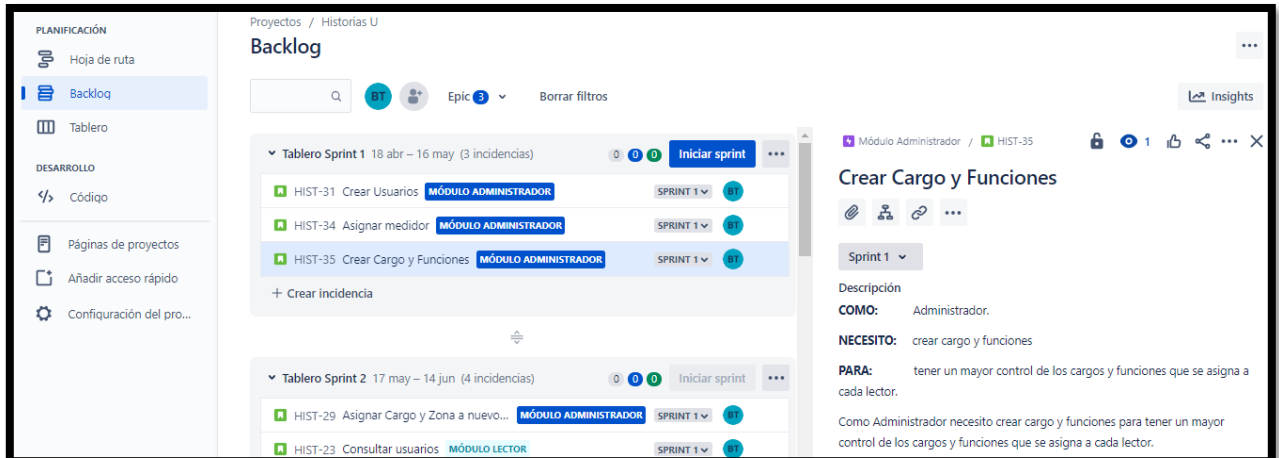 PLANIFICACIÓN
Hoja de ruta
Backlog
Tablero
DESARROLLO
Código
Páginas de proyectos
Añadir acceso rápido
Configuración del pro...
Proyectos / Historias U
Backlog
BT
Epic 3
Borrar filtros
Insights
Tablero Sprint 1 18 abr – 16 may (3 incidencias) 0 0 0 Iniciar sprint
HIST-31 Crear Usuarios MÓDULO ADMINISTRADOR SPRINT 1 BT
HIST-34 Asignar medidor MÓDULO ADMINISTRADOR SPRINT 1 BT
HIST-35 Crear Cargo y Funciones MÓDULO ADMINISTRADOR SPRINT 1 BT
+ Crear incidencia
Tablero Sprint 2 17 may – 14 jun (4 incidencias) 0 0 0 Iniciar sprint
HIST-29 Asignar Cargo y Zona a nuevo... MÓDULO ADMINISTRADOR SPRINT 1 BT
HIST-23 Consultar usuarios MÓDULO LECTOR SPRINT 1 BT
Módulo Administrador / HIST-35 1
Crear Cargo y Funciones
Sprint 1
Descripción
COMO: Administrador.
NECESITO: crear cargo y funciones
PARA: tener un mayor control de los cargos y funciones que se asigna a
cada lector.
Como Administrador necesito crear cargo y funciones para tener un mayor
control de los cargos y funciones que se asigna a cada lector.